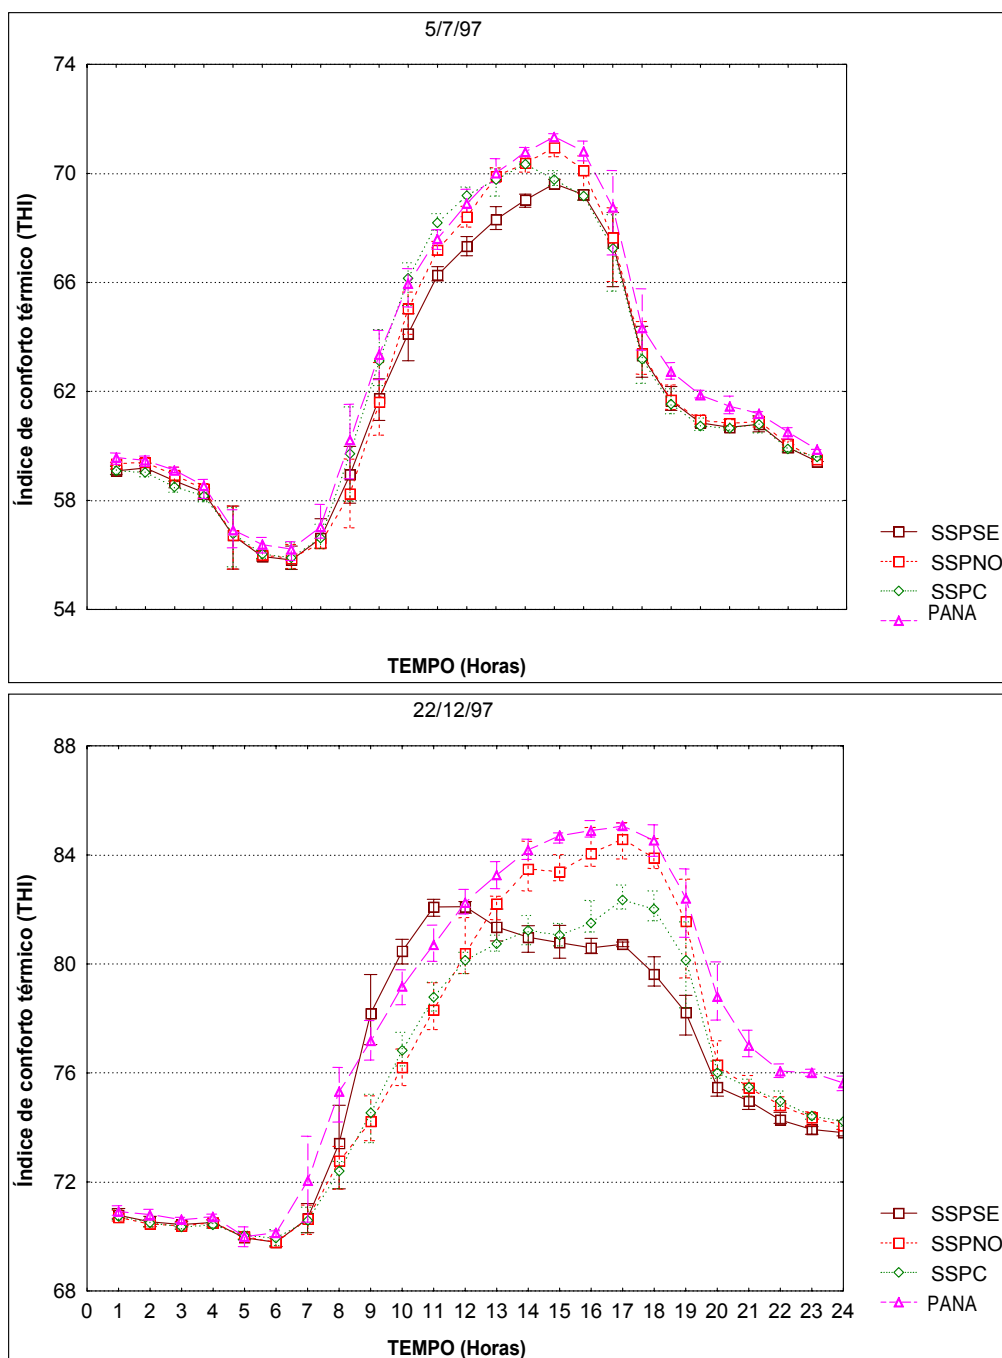 5/7/97
74
70
66
62
58
54
Índice de conforto térmico (THI)
SSPSE
SSPNO
SSPC
PANA
TEMPO (Horas)
22/12/97
88
84
80
76
72
68
Índice de conforto térmico (THI)
SSPSE
SSPNO
SSPC
PANA
0 1 2 3 4 5 6 7 8 9 10 11 12 13 14 15 16 17 18 19 20 21 22 23 24
TEMPO (Horas)